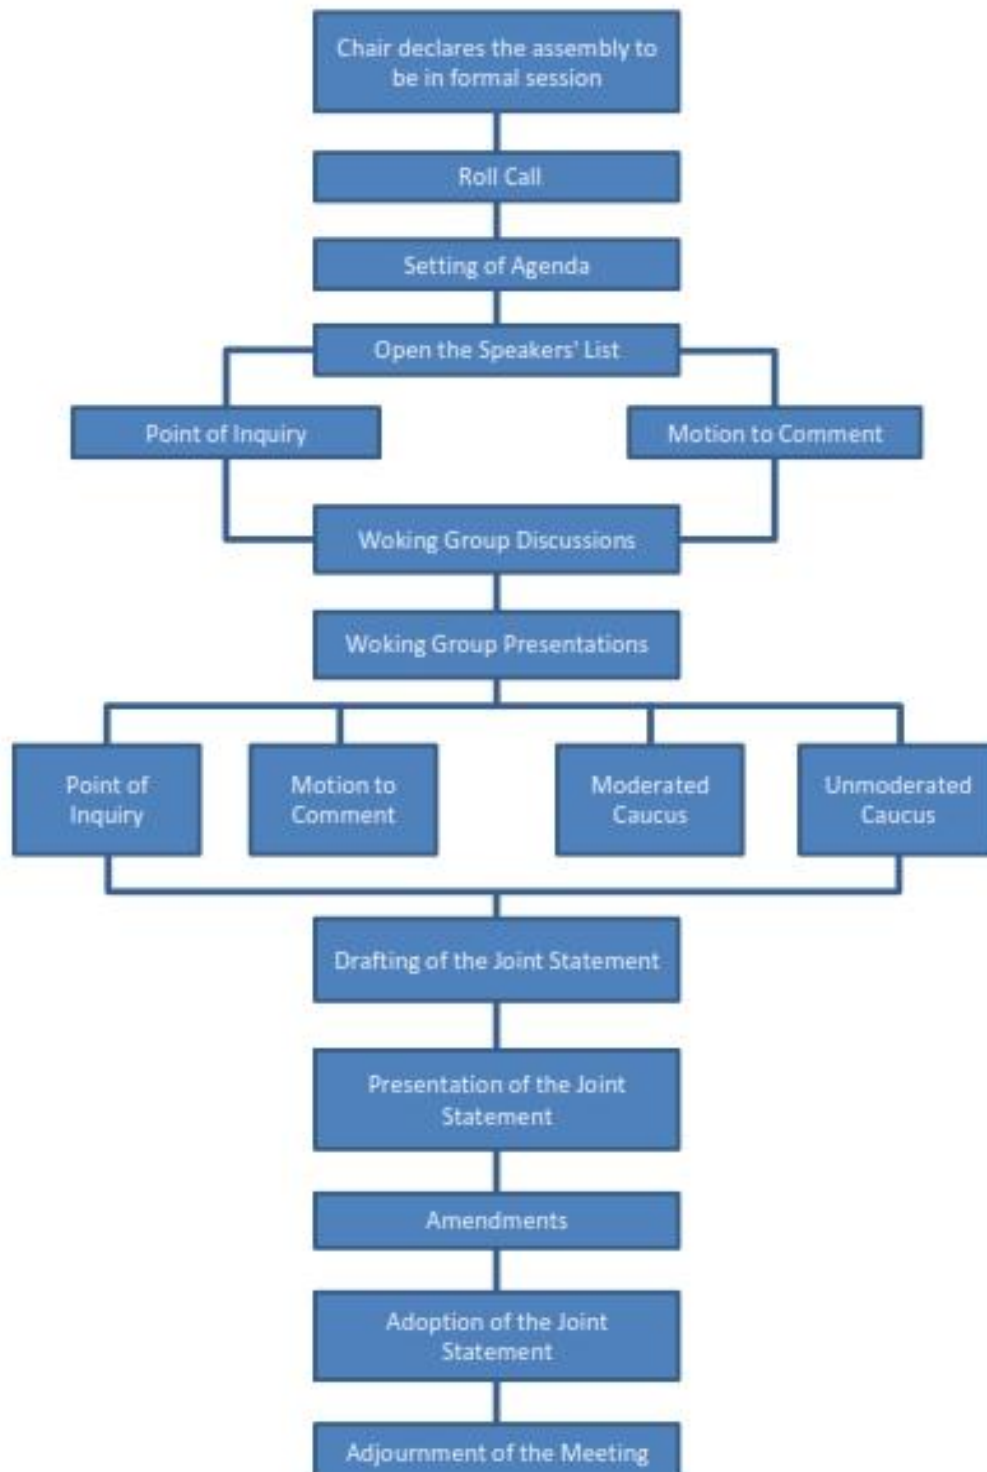 Chair declares the assembly to
be in formal session
Roll Call
Setting of Agenda
Open the Speakers' List
Point of Inquiry
Motion to Comment
Woking Group Discussions
Woking Group Presentations
Point of
Inquiry
Motion to
Comment
Moderated
Caucus
Unmoderated
Caucus
Drafting of the Joint Statement
Presentation of the Joint
Statement
Amendments
Adoption of the Joint
Statement
Adjournment of the Meeting